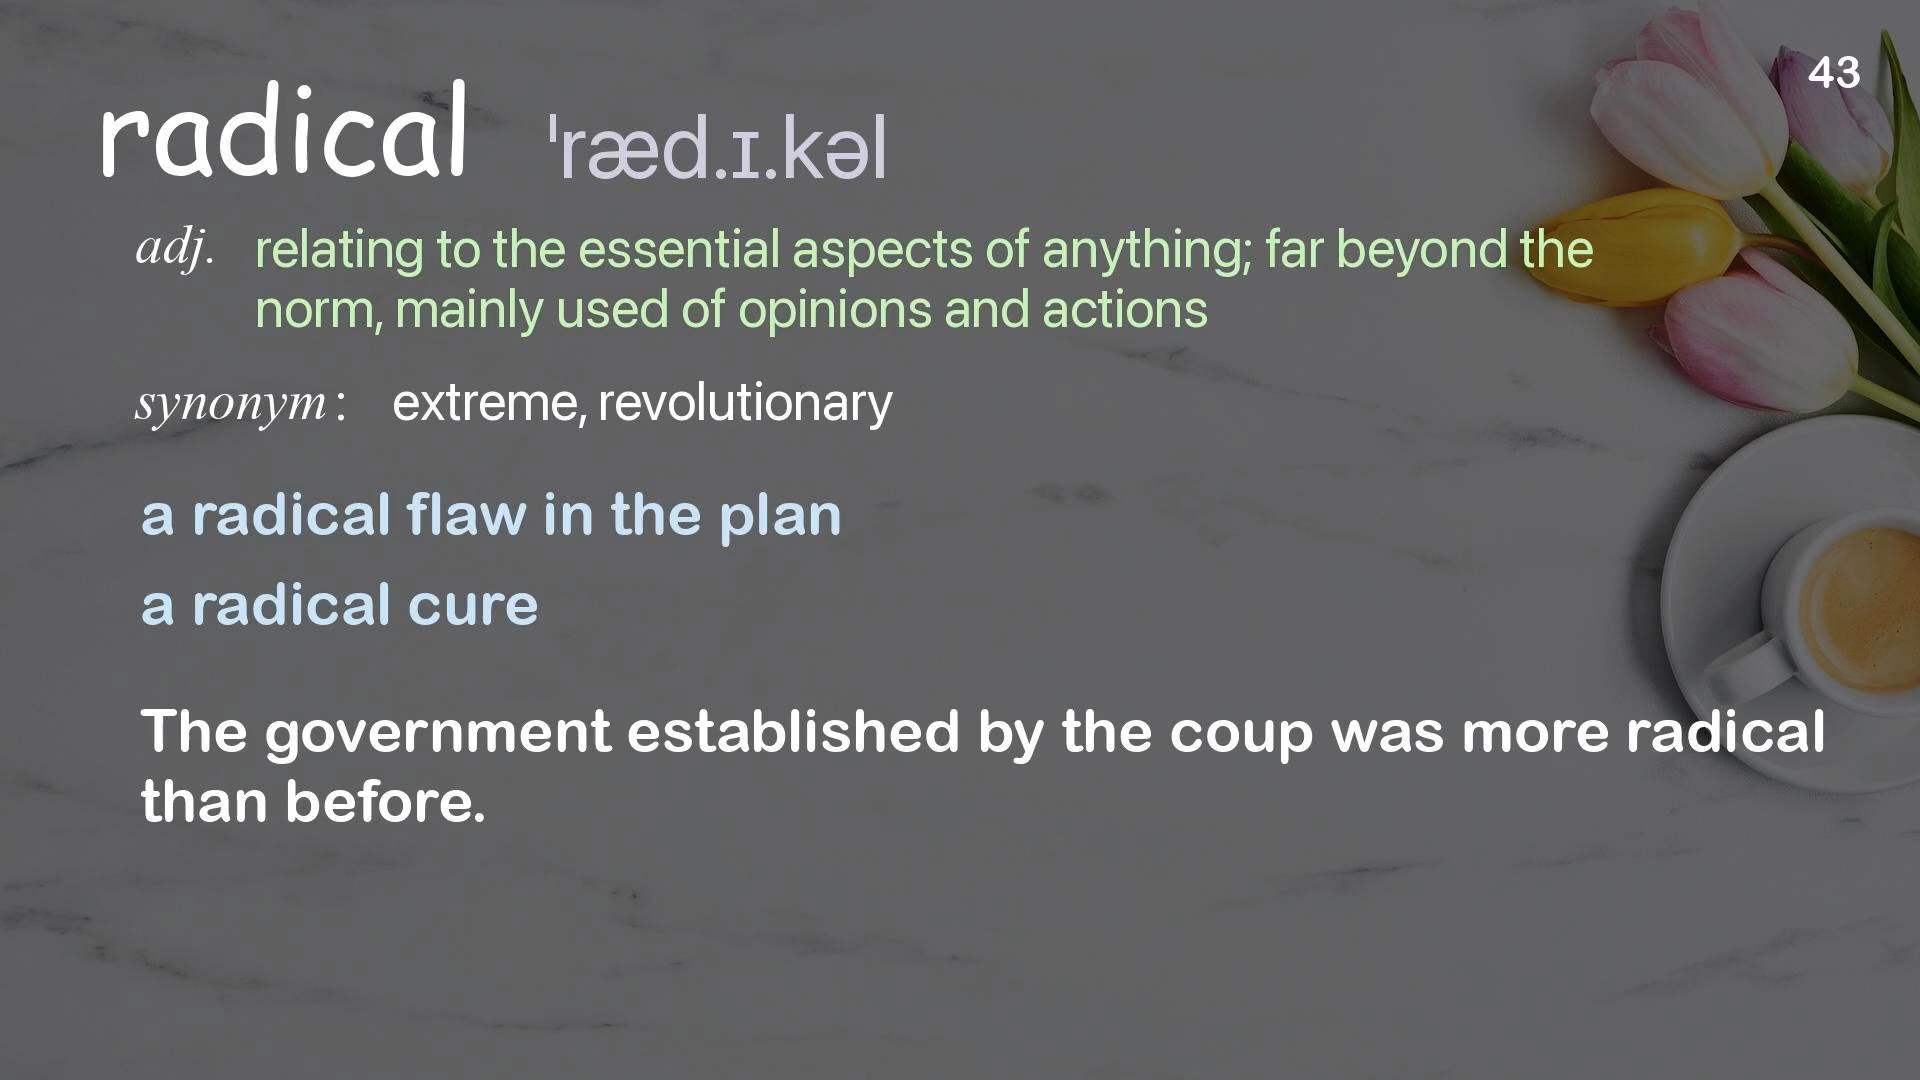 43
radical ˈræd.ɪ.kəl
adj. relating to the essential aspects of anything; far beyond the
norm, mainly used of opinions and actions
synonym: extreme, revolutionary
a radical flaw in the plan
a radical cure
The government established by the coup was more radical
than before.